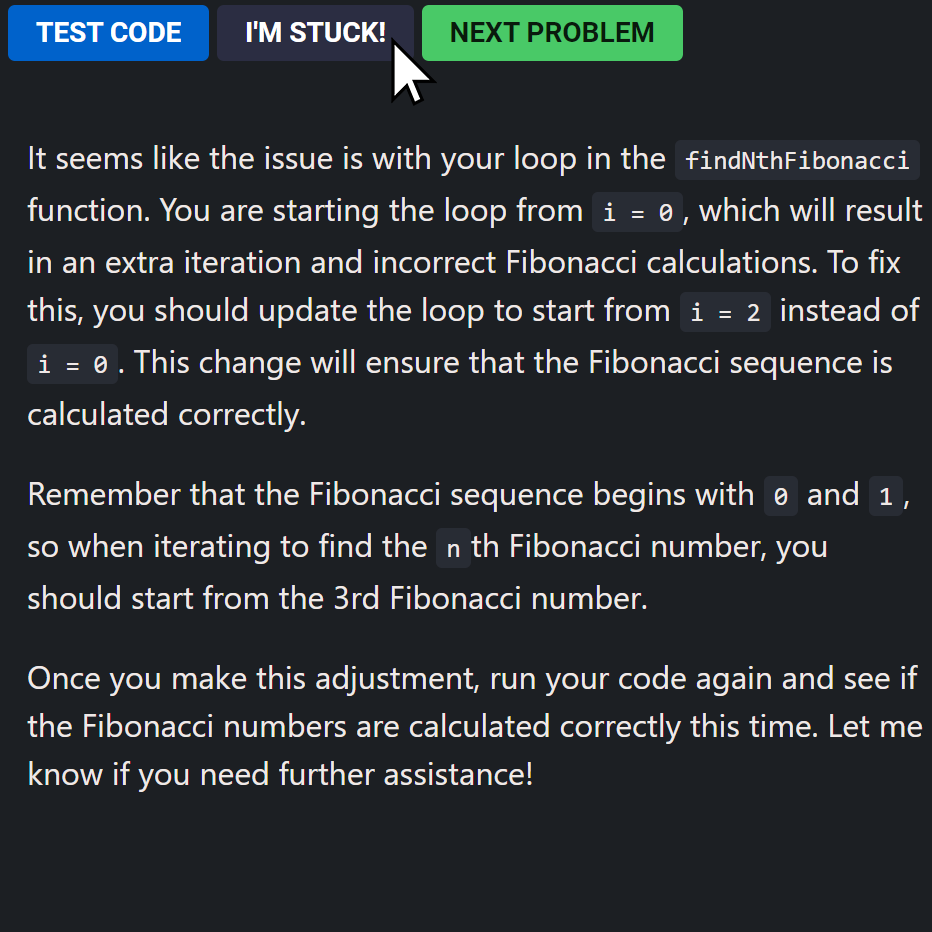 TEST CODE I'M STUCK! NEXT PROBLEM
It seems like the issue is with your loop in the findNthFibonacci
function. You are starting the loop from i = 0, which will result
in an extra iteration and incorrect Fibonacci calculations. To fix
this, you should update the loop to start from i = 2 instead of
i = 0. This change will ensure that the Fibonacci sequence is
calculated correctly.
Remember that the Fibonacci sequence begins with 0 and 1,
so when iterating to find the nth Fibonacci number, you
should start from the 3rd Fibonacci number.
Once you make this adjustment, run your code again and see if
the Fibonacci numbers are calculated correctly this time. Let me
know if you need further assistance!